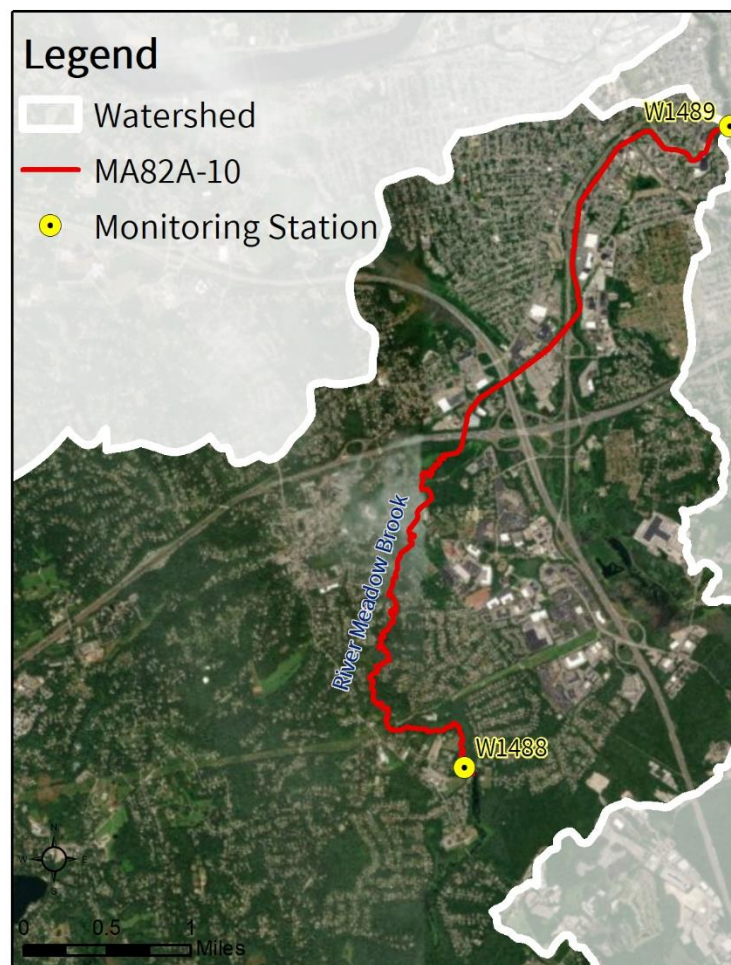 Legend
Watershed
MA82A-10
Monitoring Station
W1489
River Meadow Brook
W1488
N
W E
S
0 0.5 1
Miles